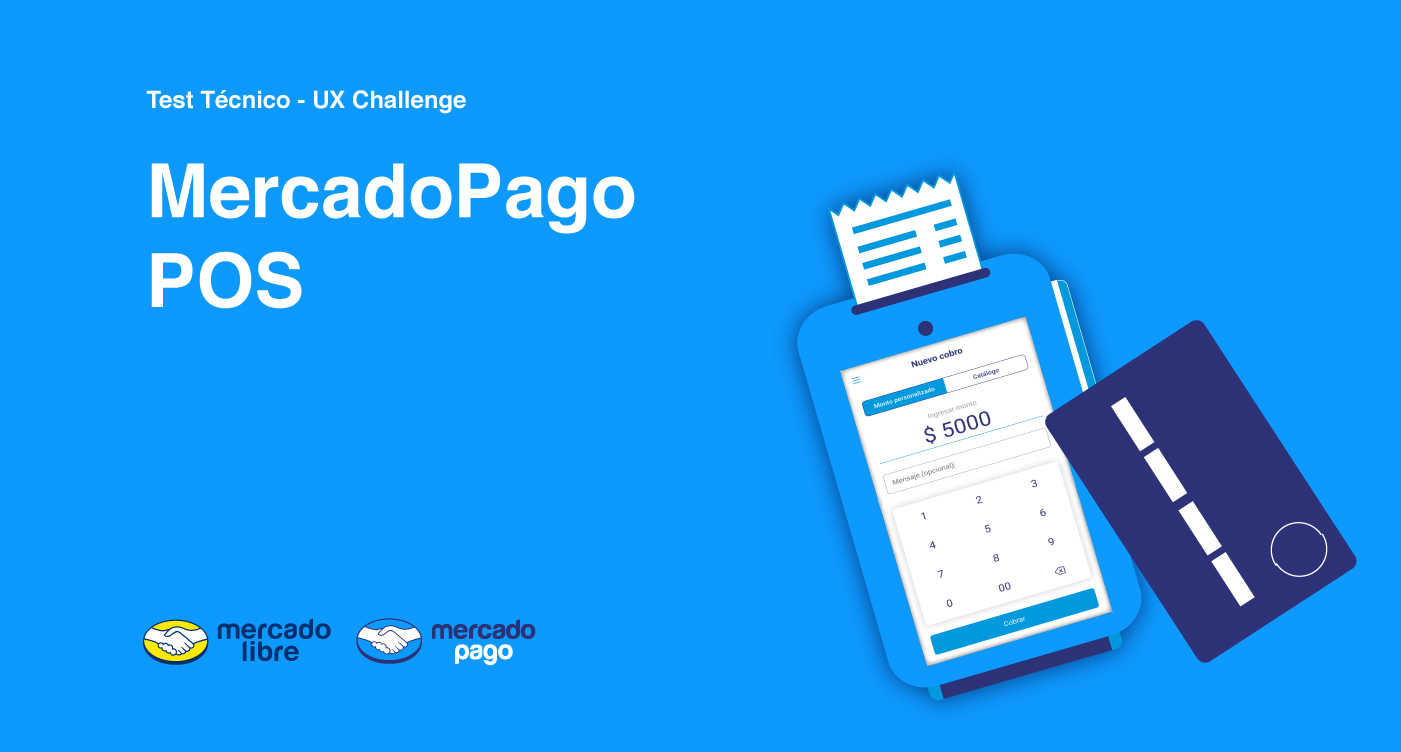 Test Técnico - UX Challenge
MercadoPago
POS
Nuevo cobro
Monto personalizado
Catálogo
Ingresar monto
$ 5000
Mensaje (opcional)
1 2 3
4 5 6
7 8 9
0 00
Cobrar
mercado
libre
mercado
pago